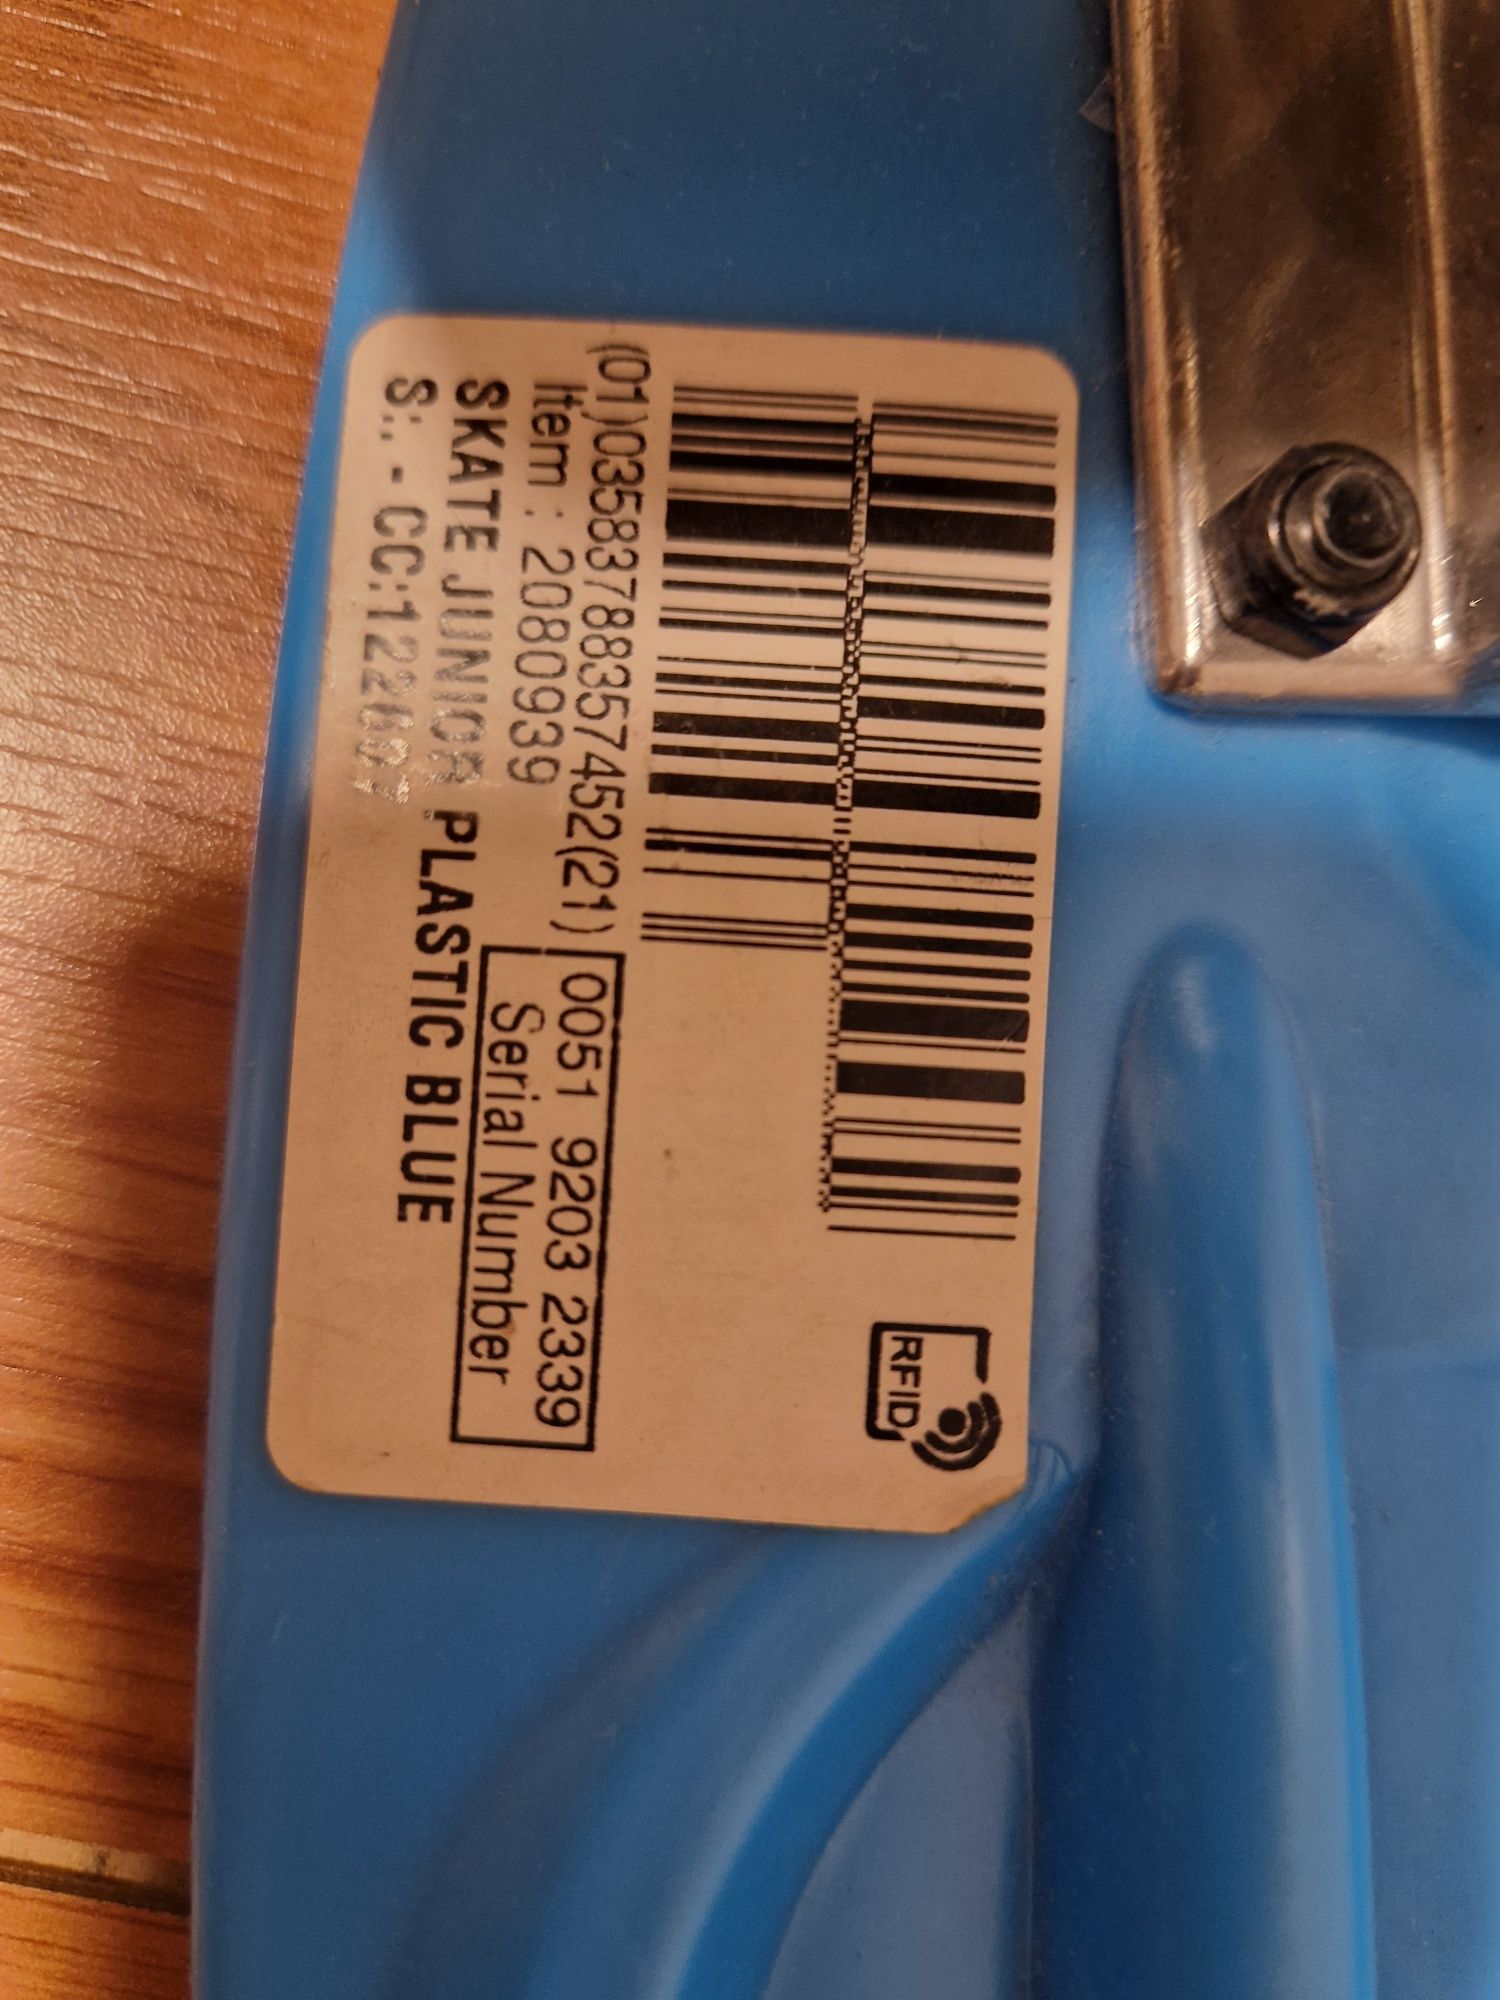 RFID
(01)03583788357452(21) 0051 9203 2339
Item : 2080939
Serial Number
SKATE JUNIOR PLASTIC BLUE
S:. - CC: